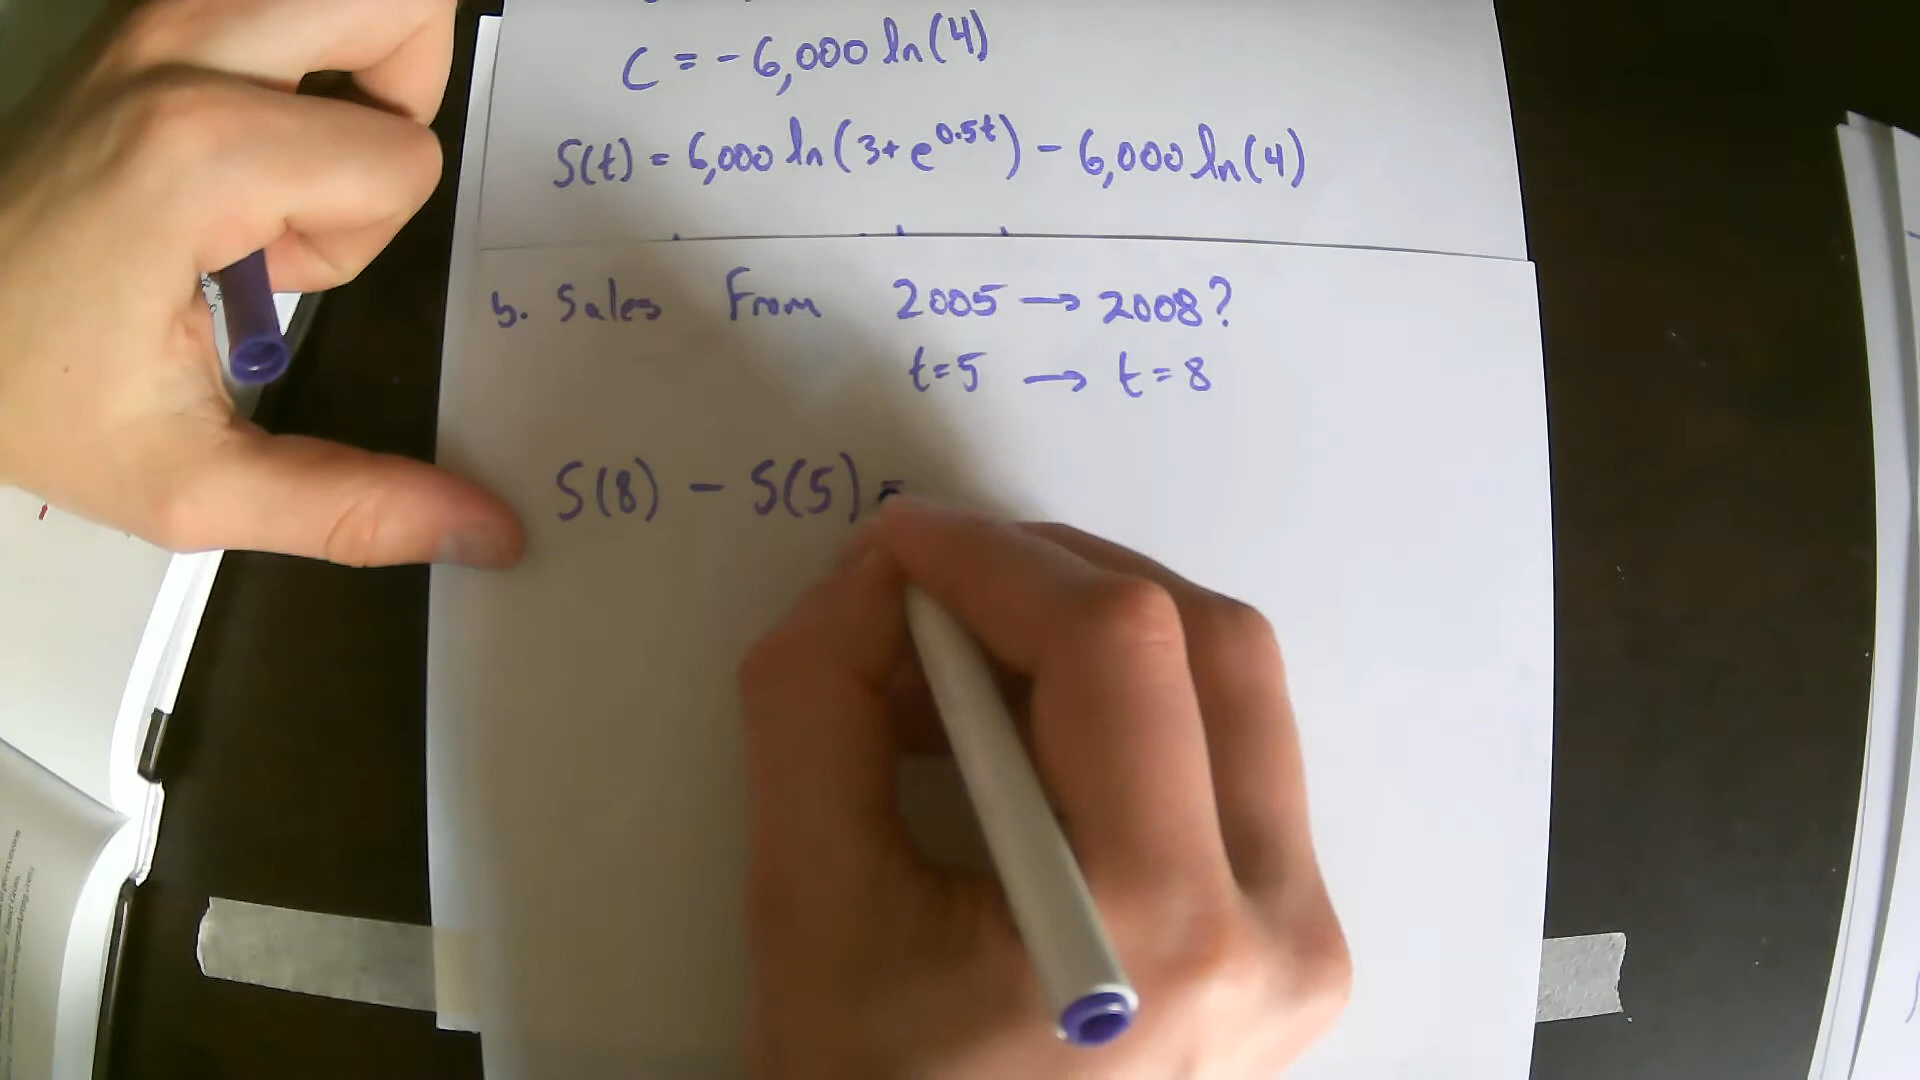 C = -6,000 ln(4)
S(t) = 6,000 ln(3+ e^0.5t) - 6,000 ln(4)
b. Sales From 2005 → 2008?
t=5 → t=8
S(8) - S(5) =